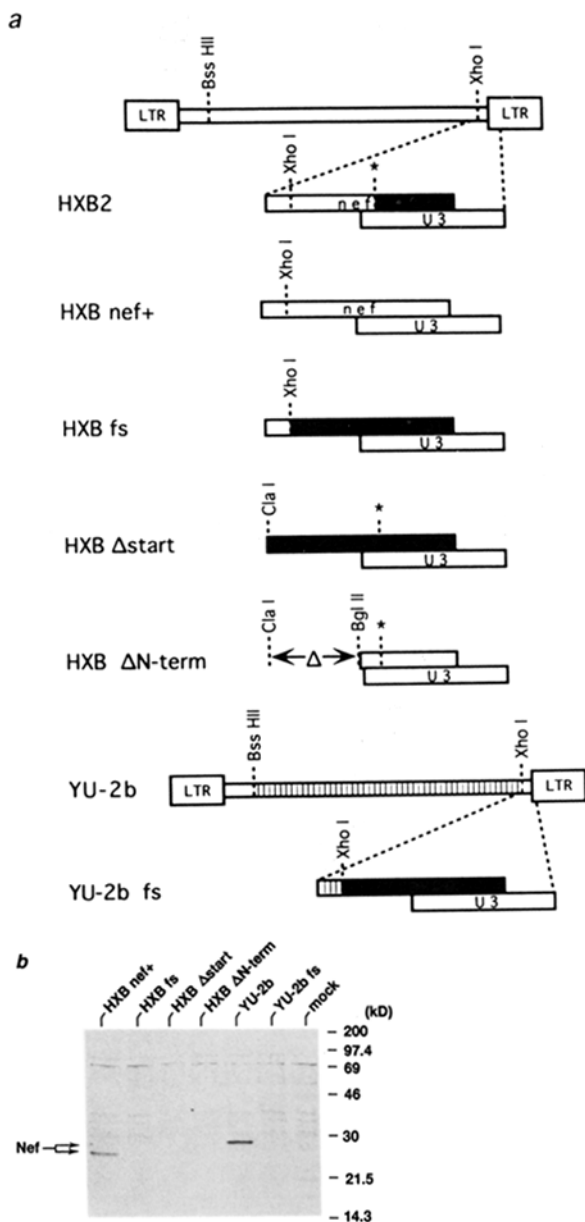 a
Bss HII
Xho I
LTR
LTR
Xho I
*
HXB2
nef
U 3
Xho I
HXB nef+
nef
U 3
Xho I
HXB fs
U 3
Cla I
*
HXB Δstart
U 3
Cla I
Bgl II
*
HXB ΔN-term
Δ
U 3
Bss HII
Xho I
YU-2b
LTR
LTR
Xho I
YU-2b fs
U 3
b
HXB nef+
HXB fs
HXB Δstart
HXB ΔN-term
YU-2b
YU-2b fs
mock
(kD)
200
97.4
69
46
30
Nef
21.5
14.3